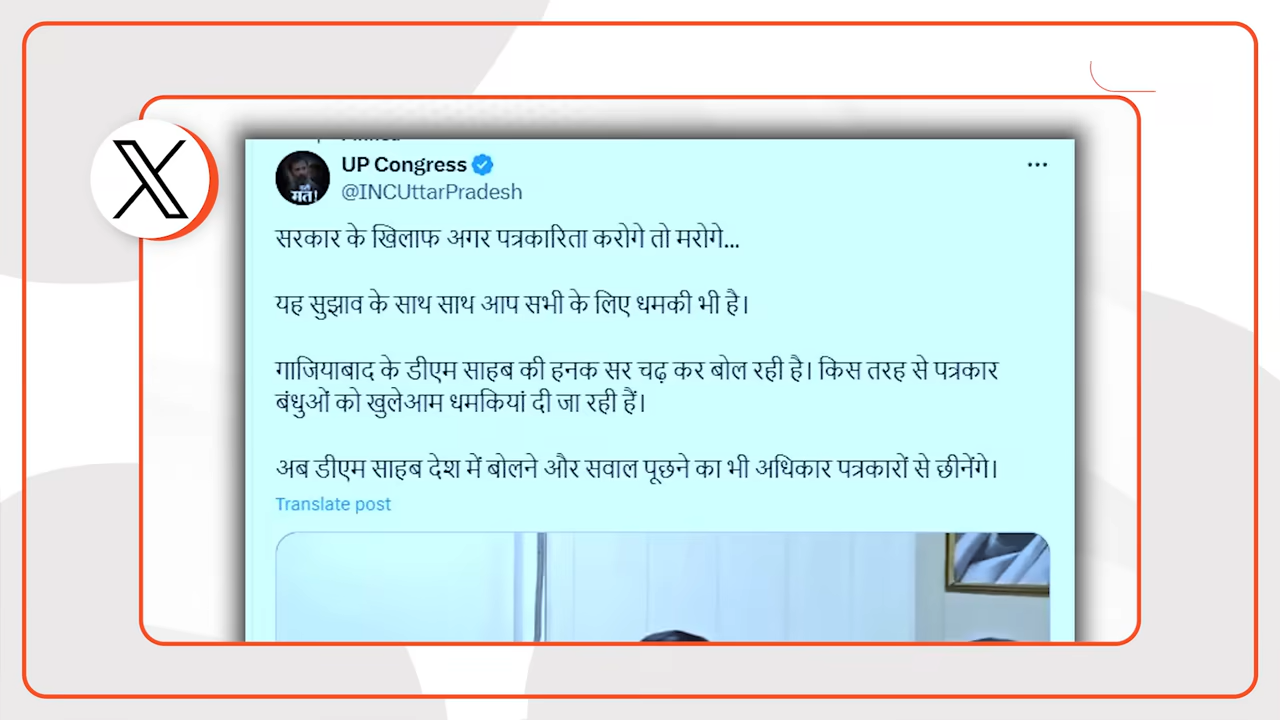 UP Congress
@INCUttarPradesh
मत!
सरकार के खिलाफ अगर पत्रकारिता करोगे तो मरोगे...
यह सुझाव के साथ साथ आप सभी के लिए धमकी भी है।
गाजियाबाद के डीएम साहब की हनक सर चढ़ कर बोल रही है। किस तरह से पत्रकार
बंधुओं को खुलेआम धमकियां दी जा रही हैं।
अब डीएम साहब देश में बोलने और सवाल पूछने का भी अधिकार पत्रकारों से छीनेंगे।
Translate post